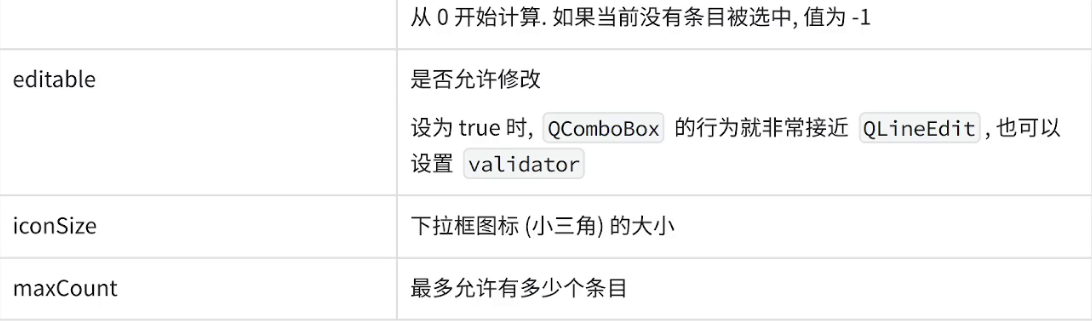 从 0 开始计算. 如果当前没有条目被选中, 值为 -1
editable
是否允许修改
设为 true 时, QComboBox 的行为就非常接近 QLineEdit , 也可以
设置 validator
iconSize
下拉框图标 (小三角) 的大小
maxCount
最多允许有多少个条目